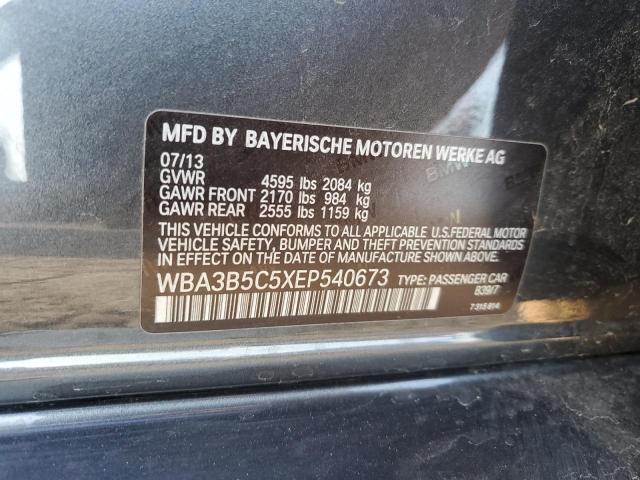 MFD BY BAYERISCHE MOTOREN WERKE AG
07/13
GVWR 4595 lbs 2084 kg
GAWR FRONT 2170 lbs 984 kg
GAWR REAR 2555 lbs 1159 kg
THIS VEHICLE CONFORMS TO ALL APPLICABLE U.S.FEDERAL MOTOR
VEHICLE SAFETY, BUMPER AND THEFT PREVENTION STANDARDS
IN EFFECT ON THE DATE OF MANUFACTURE SHOWN ABOVE.
WBA3B5C5XEP540673 TYPE: PASSENGER CAR
B39/7